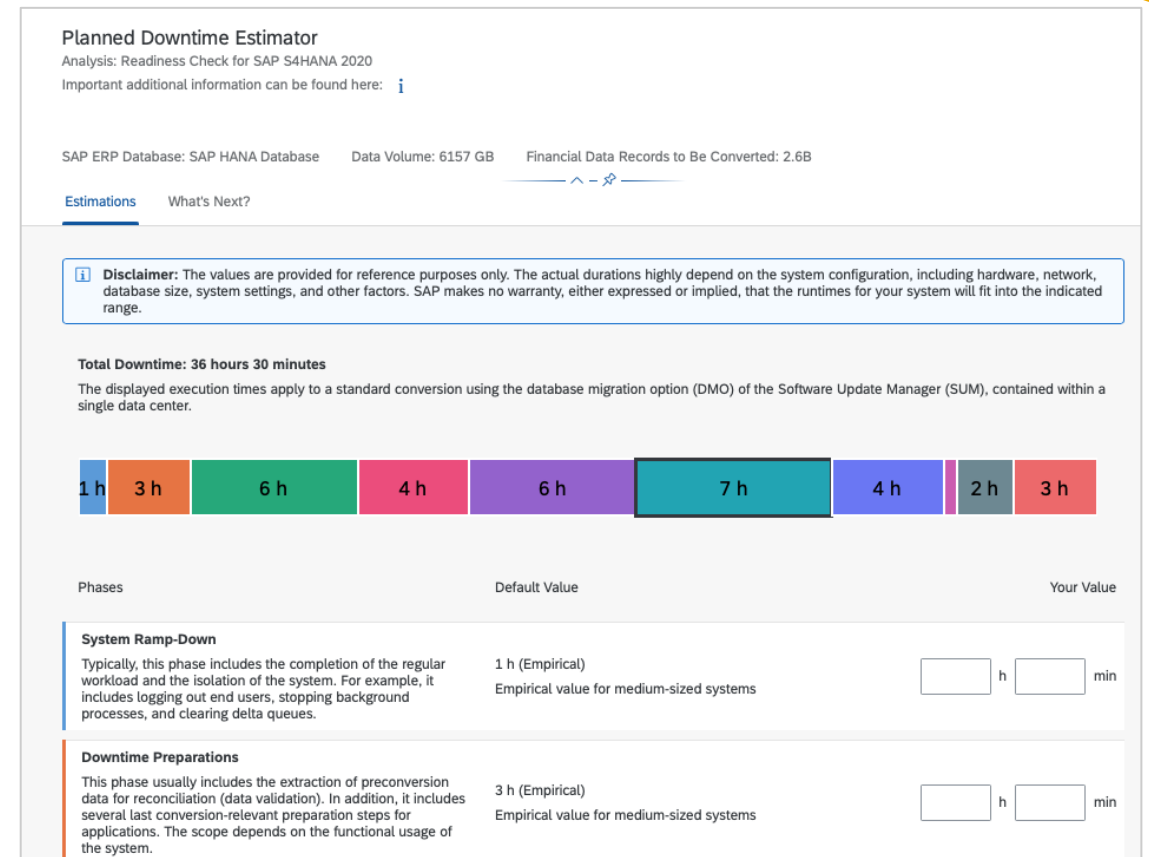 Planned Downtime Estimator
Analysis: Readiness Check for SAP S4HANA 2020
Important additional information can be found here: i
SAP ERP Database: SAP HANA Database Data Volume: 6157 GB Financial Data Records to Be Converted: 2.6B
Estimations What's Next?
Disclaimer: The values are provided for reference purposes only. The actual durations highly depend on the system configuration, including hardware, network,
database size, system settings, and other factors. SAP makes no warranty, either expressed or implied, that the runtimes for your system will fit into the indicated
range.
Total Downtime: 36 hours 30 minutes
The displayed execution times apply to a standard conversion using the database migration option (DMO) of the Software Update Manager (SUM), contained within a
single data center.
1 h 3 h 6 h 4 h 6 h 7 h 4 h 2 h 3 h
Phases Default Value Your Value
System Ramp-Down
Typically, this phase includes the completion of the regular
workload and the isolation of the system. For example, it
includes logging out end users, stopping background
processes, and clearing delta queues.
1 h (Empirical)
Empirical value for medium-sized systems
h min
Downtime Preparations
This phase usually includes the extraction of preconversion
data for reconciliation (data validation). In addition, it includes
several last conversion-relevant preparation steps for
applications. The scope depends on the functional usage of
the system.
3 h (Empirical)
Empirical value for medium-sized systems
h min